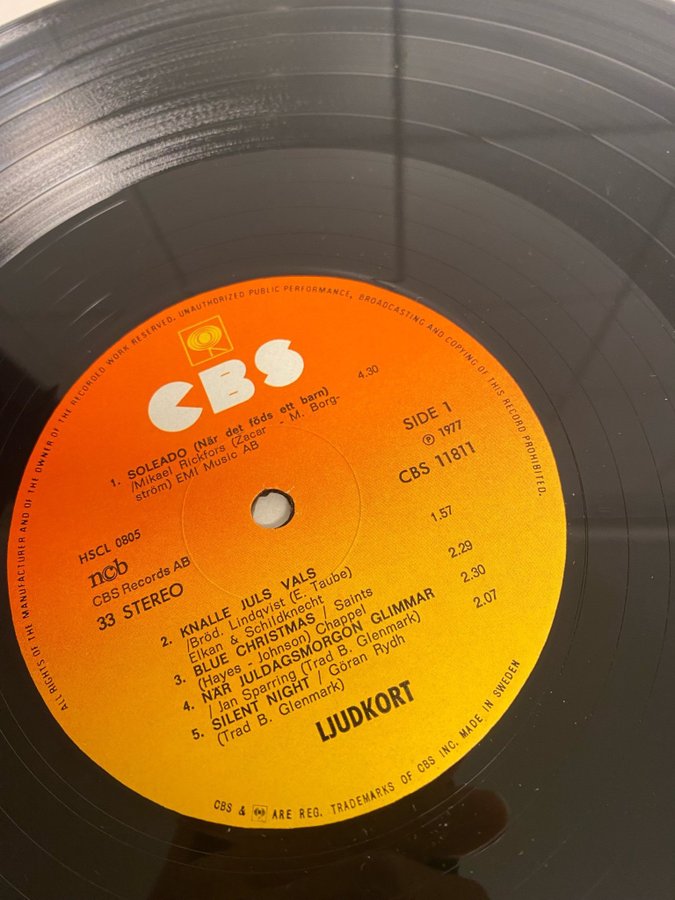 ALL RIGHTS OF THE MANUFACTURER AND OF THE OWNER OF THE RECORDED WORK RESERVED. UNAUTHORIZED PUBLIC PERFORMANCE, BROADCASTING AND COPYING OF THIS RECORD PROHIBITED.
CBS
1. SOLEADO (När det föds ett barn) 4.30
/Mikael Rickfors (Zacar - M. Borg-
ström) EMI Music AB
SIDE 1
℗ 1977
CBS 11811
HSCL 0805
ncb
CBS Records AB
33 STEREO
2. KNALLE JULS VALS 1.57
/Bröd. Lindqvist (E. Taube)
Elkan & Schildknecht
3. BLUE CHRISTMAS / Saints 2.29
(Hayes - Johnson) Chappel
4. NÄR JULDAGSMORGON GLIMMAR 2.30
/ Jan Sparring (Trad B. Glenmark)
5. SILENT NIGHT / Göran Rydh 2.07
(Trad B. Glenmark)
LJUDKORT
CBS & ARE REG. TRADEMARKS OF CBS INC. MADE IN SWEDEN